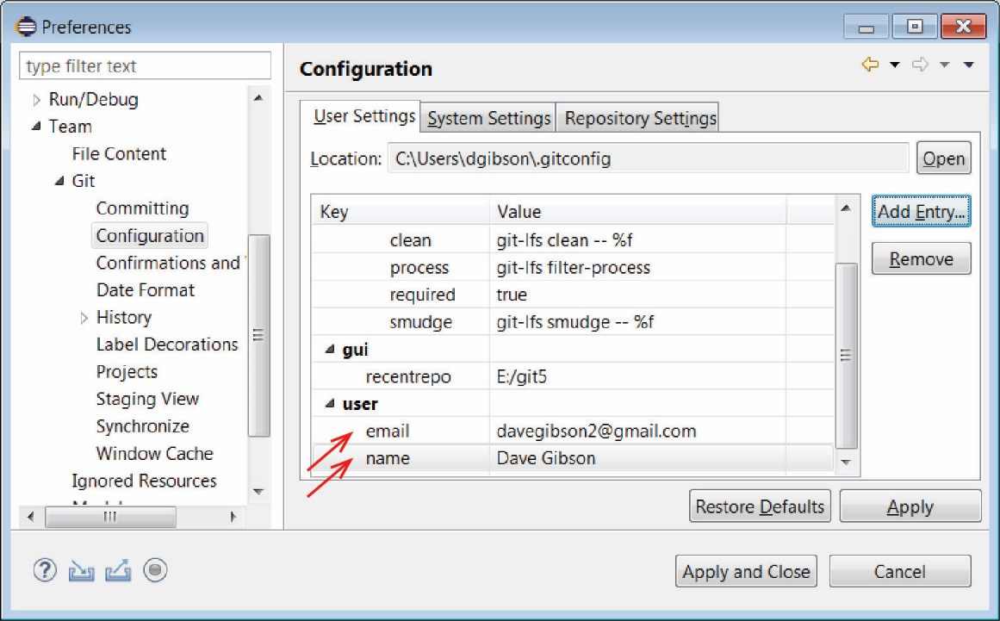 Preferences
type filter text
Run/Debug
Team
File Content
Git
Committing
Configuration
Confirmations and
Date Format
History
Label Decorations
Projects
Staging View
Synchronize
Window Cache
Ignored Resources
Configuration
User Settings System Settings Repository Settings
Location: C:\Users\dgibson\.gitconfig Open
Key Value
Add Entry...
Remove
clean git-lfs clean -- %f
process git-lfs filter-process
required true
smudge git-lfs smudge -- %f
gui
recentrepo E:/git5
user
email davegibson2@gmail.com
name Dave Gibson
Restore Defaults Apply
? Apply and Close Cancel